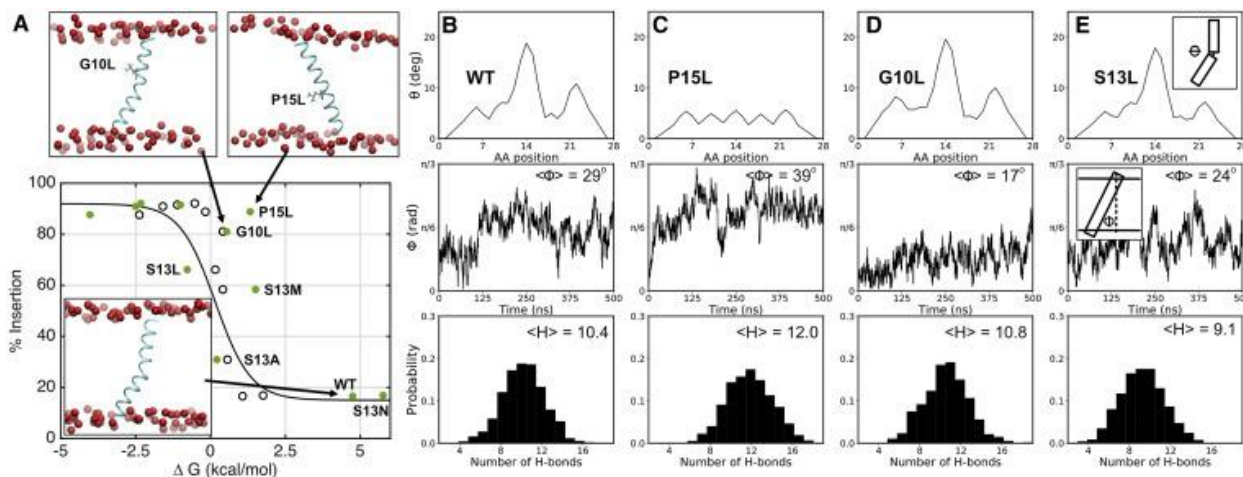 A
G10L
P15L
100
80
60
40
20
0
% Insertion
P15L
G10L
S13L
S13M
S13A
WT
S13N
-5
-2.5
0
2.5
5
Δ G (kcal/mol)
B
WT
θ (deg)
20
10
0
0 7 14 21 28
AA position
π/3
π/6
Φ (rad)
<Φ> = 29°
0 125 250 375 500
Time (ns)
<H> = 10.4
Probability
0.3
0.2
0.1
0.0
4 8 12 16
Number of H-bonds
C
P15L
20
10
0
0 7 14 21 28
AA position
π/3
π/6
<Φ> = 39°
0 125 250 375 500
Time (ns)
<H> = 12.0
0.3
0.2
0.1
0.0
4 8 12 16
Number of H-bonds
D
G10L
20
10
0
0 7 14 21 28
AA position
π/3
π/6
<Φ> = 17°
0 125 250 375 500
Time (ns)
<H> = 10.8
0.3
0.2
0.1
0.0
4 8 12 16
Number of H-bonds
E
S13L
Θ
20
10
0
0 7 14 21 28
AA position
π/3
π/6
<Φ> = 24°
Φ
0 125 250 375 500
Time (ns)
<H> = 9.1
0.3
0.2
0.1
0.0
4 8 12 16
Number of H-bonds